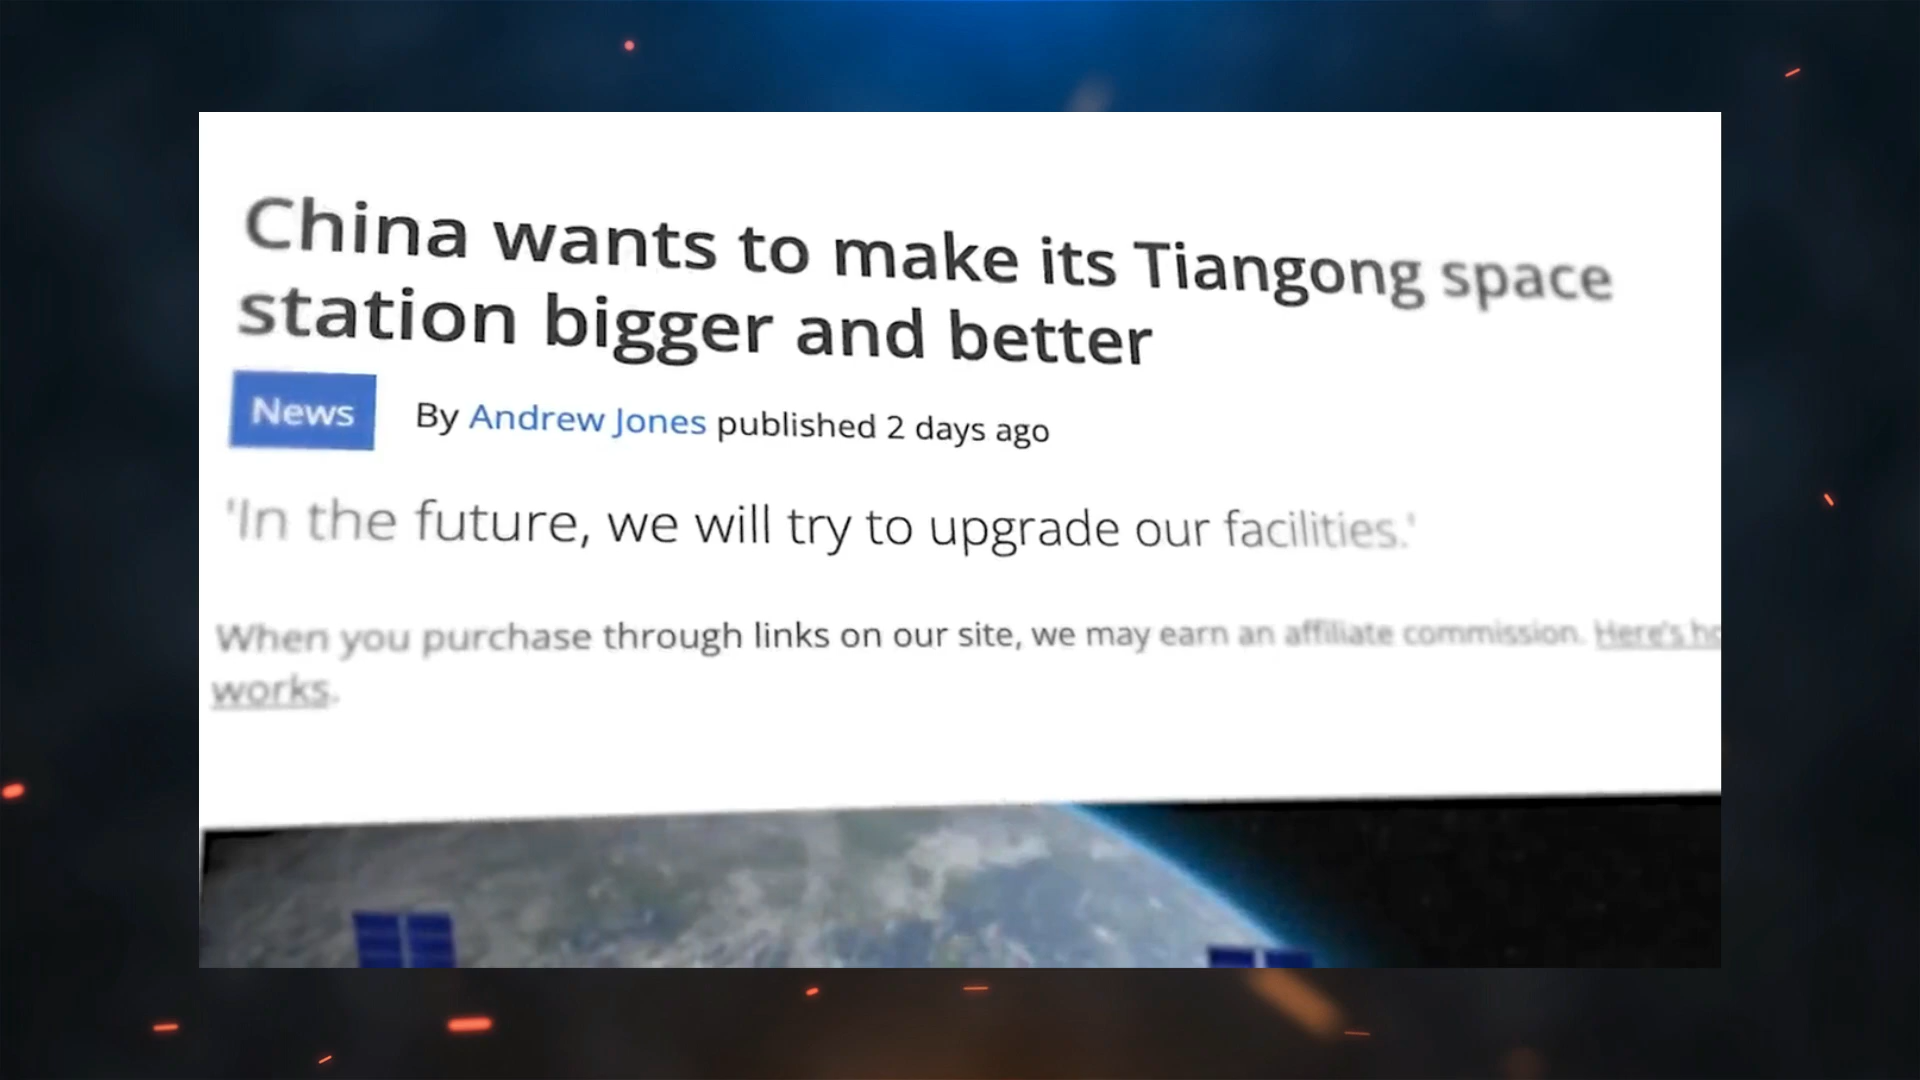 China wants to make its Tiangong space
station bigger and better
News
By Andrew Jones published 2 days ago
'In the future, we will try to upgrade our facilities.'
When you purchase through links on our site, we may earn an affiliate commission. Here's
works.